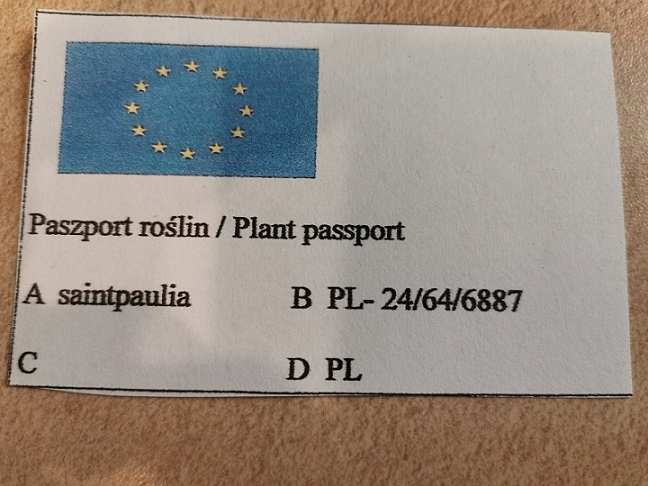 Paszport roślin / Plant passport
A saintpaulia B PL- 24/64/6887
C D PL